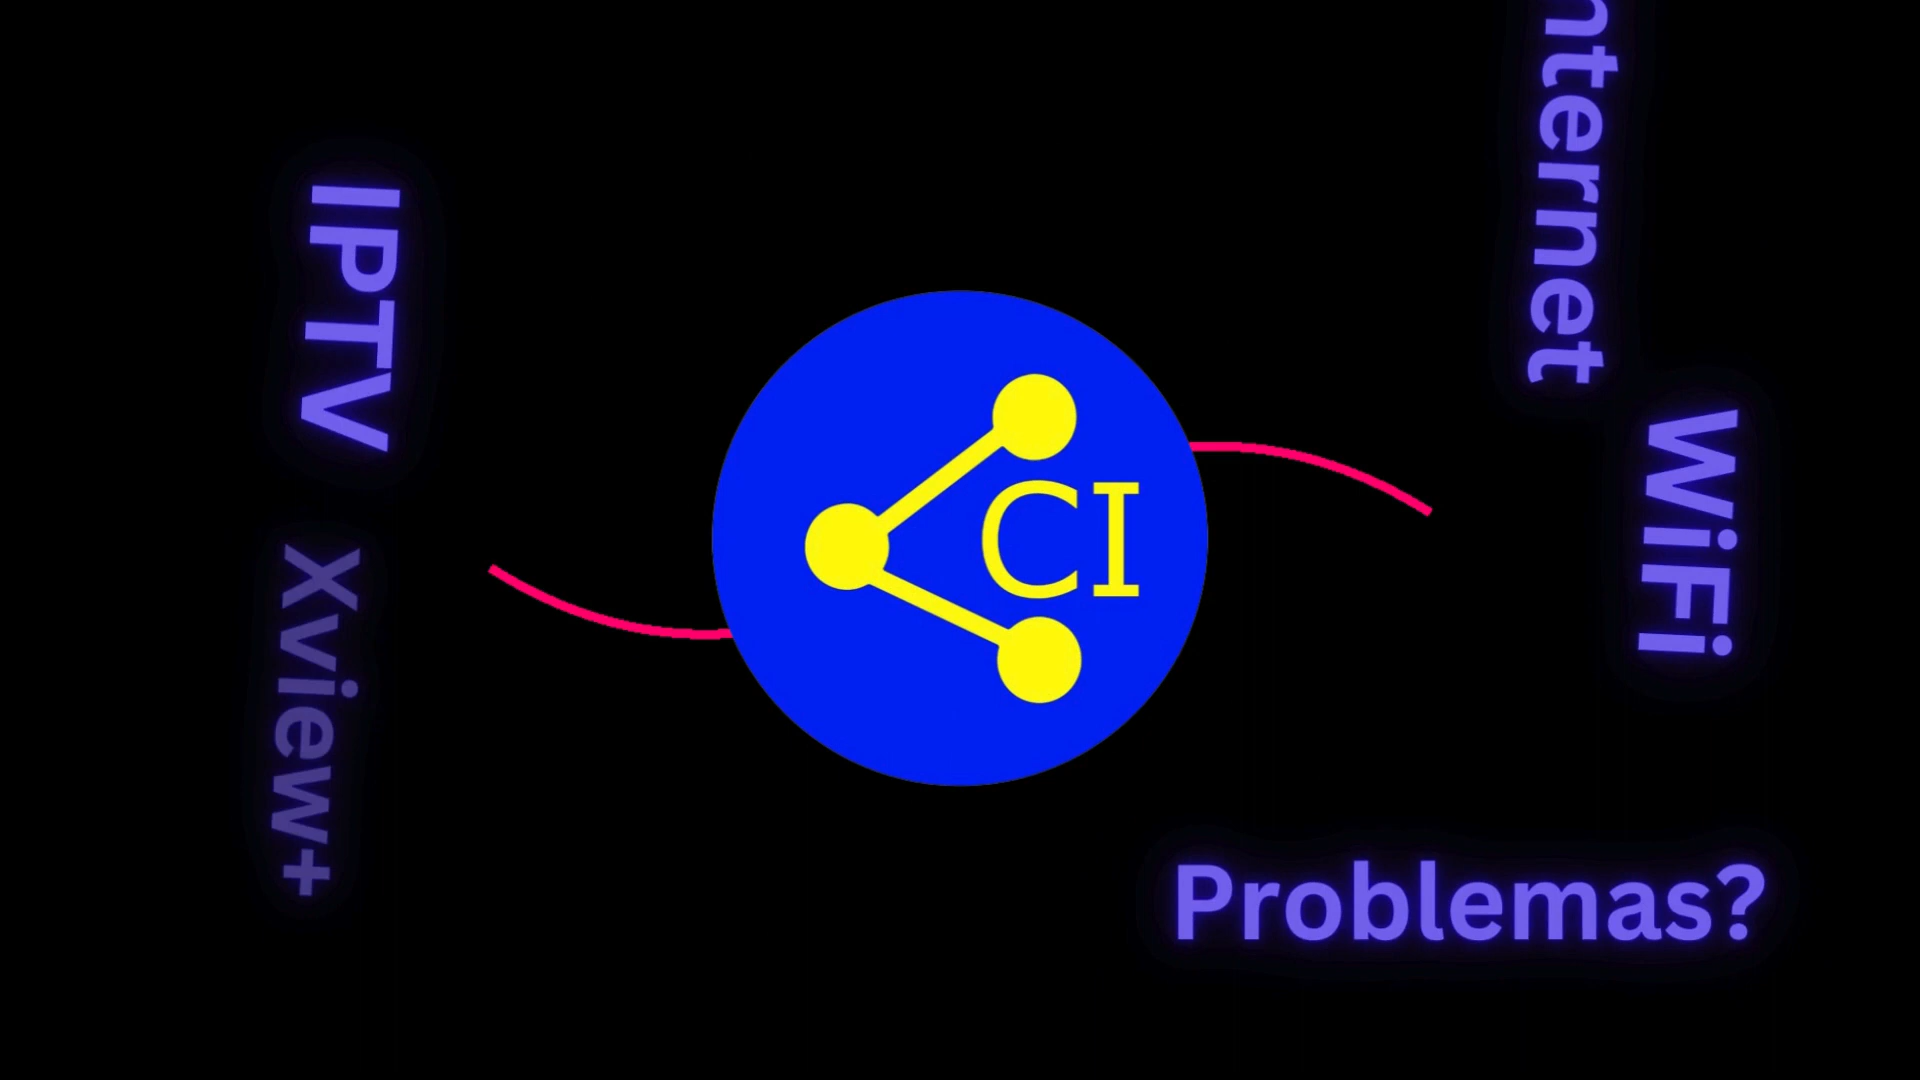 IPTV
Xview+
CI
nternet
WiFi
Problemas?